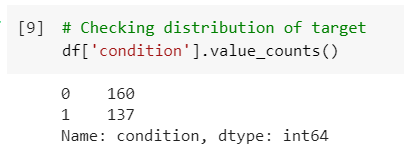 [9] # Checking distribution of target
df['condition'].value_counts()
0 160
1 137
Name: condition, dtype: int64